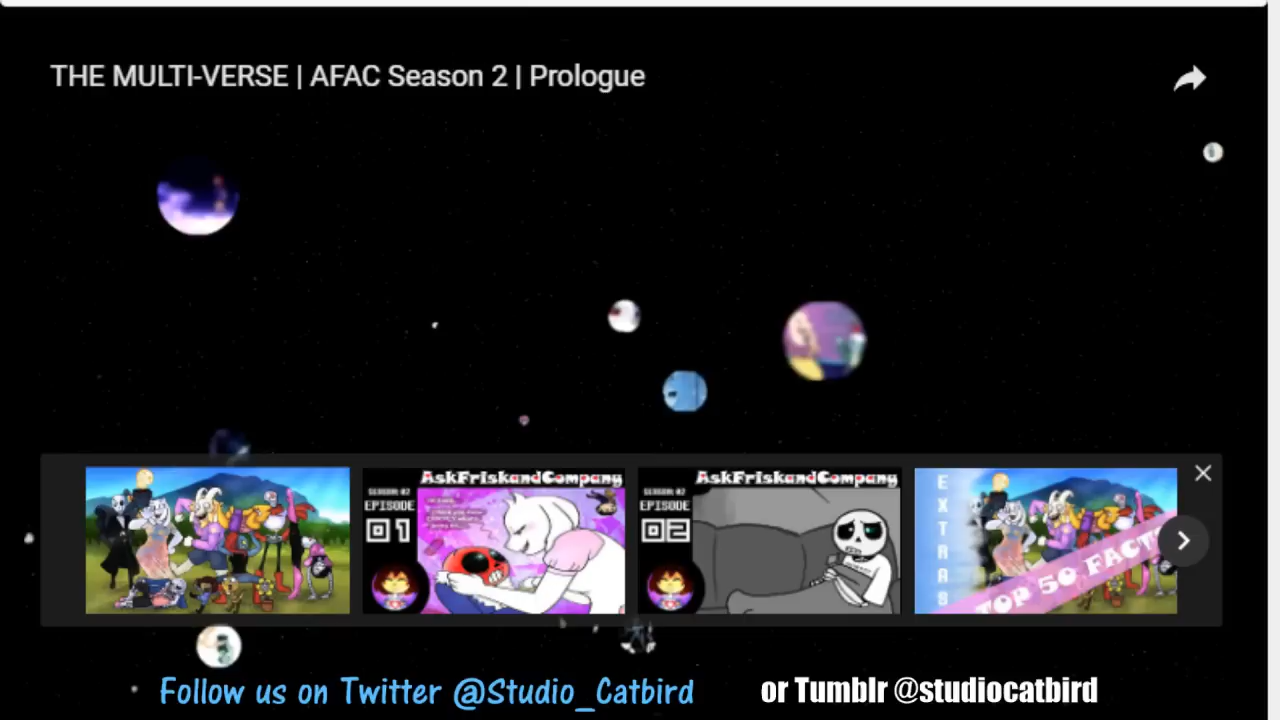 THE MULTI-VERSE | AFAC Season 2 | Prologue
AskFriskandCompany
SEASON: 02
EPISODE
01
AskFriskandCompany
SEASON: 02
EPISODE
02
EXTRAS
TOP 50 FACT
Follow us on Twitter @Studio_Catbird
or Tumblr @studiocatbird